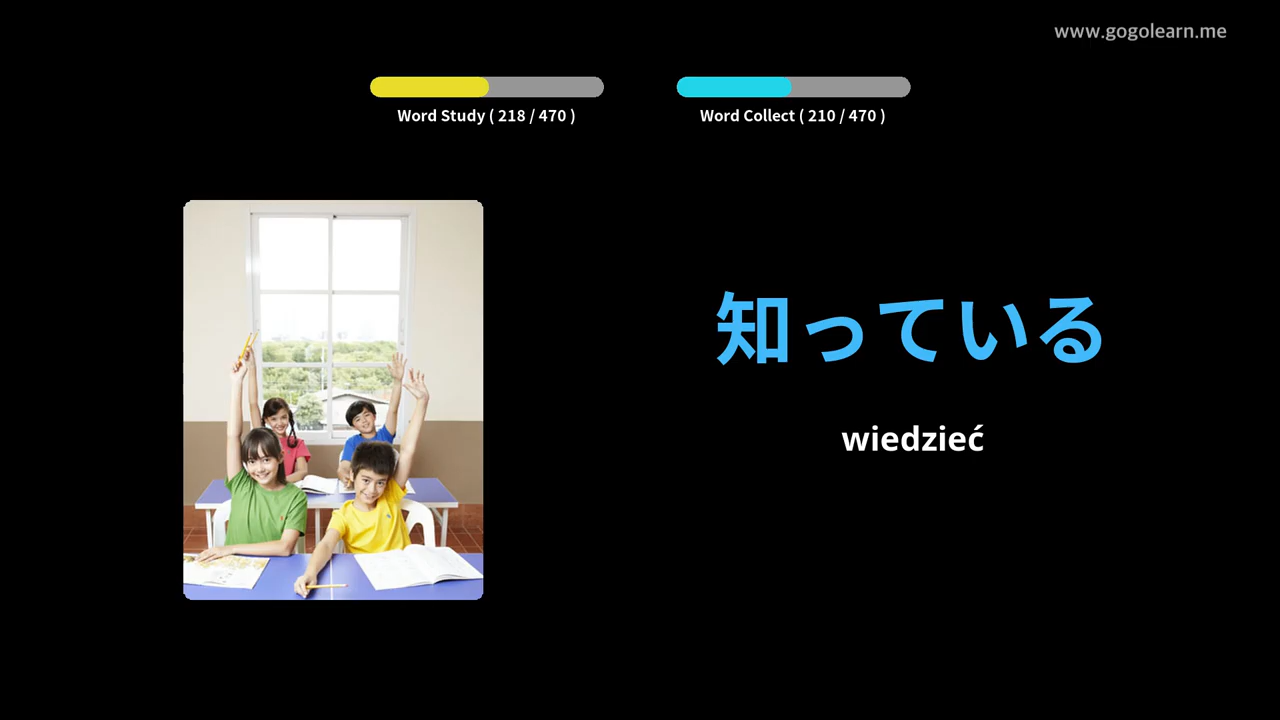 www.gogolearn.me
Word Study ( 218 / 470 )
Word Collect ( 210 / 470 )
知っている
wiedzieć